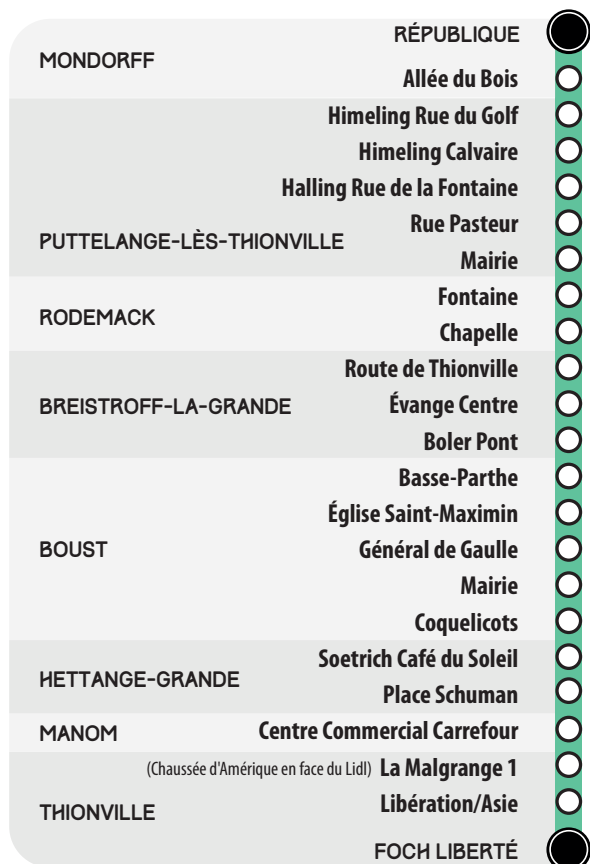 RÉPUBLIQUE
MONDORFF
Allée du Bois
Himeling Rue du Golf
Himeling Calvaire
Halling Rue de la Fontaine
Rue Pasteur
PUTTELANGE-LÈS-THIONVILLE
Mairie
Fontaine
RODEMACK
Chapelle
Route de Thionville
BREISTROFF-LA-GRANDE
Évange Centre
Boler Pont
Basse-Parthe
Église Saint-Maximin
BOUST
Général de Gaulle
Mairie
Coquelicots
Soetrich Café du Soleil
HETTANGE-GRANDE
Place Schuman
MANOM
Centre Commercial Carrefour
(Chaussée d'Amérique en face du Lidl) La Malgrange 1
Libération/Asie
THIONVILLE
FOCH LIBERTÉ